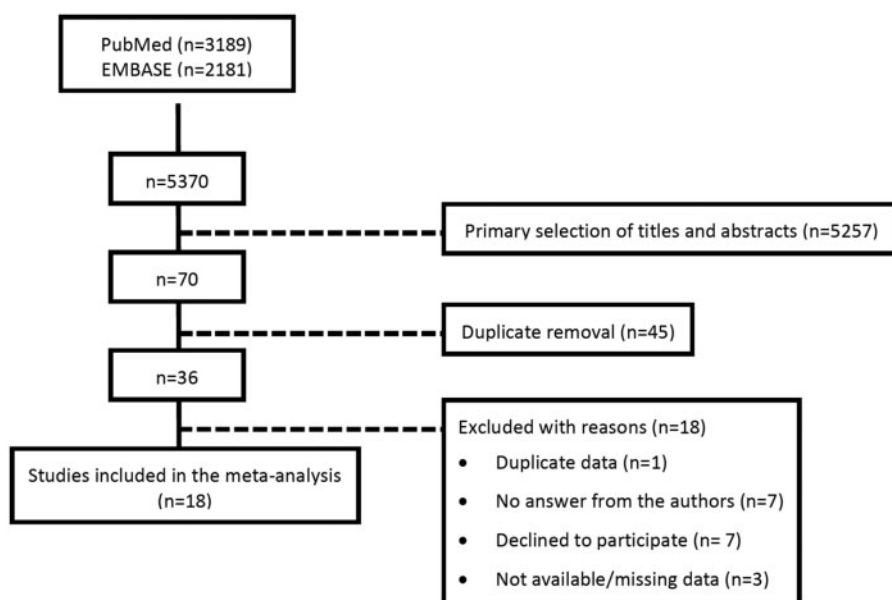 PubMed (n=3189)
EMBASE (n=2181)
n=5370
Primary selection of titles and abstracts (n=5257)
n=70
Duplicate removal (n=45)
n=36
Excluded with reasons (n=18)
• Duplicate data (n=1)
• No answer from the authors (n=7)
• Declined to participate (n= 7)
• Not available/missing data (n=3)
Studies included in the meta-analysis
(n=18)